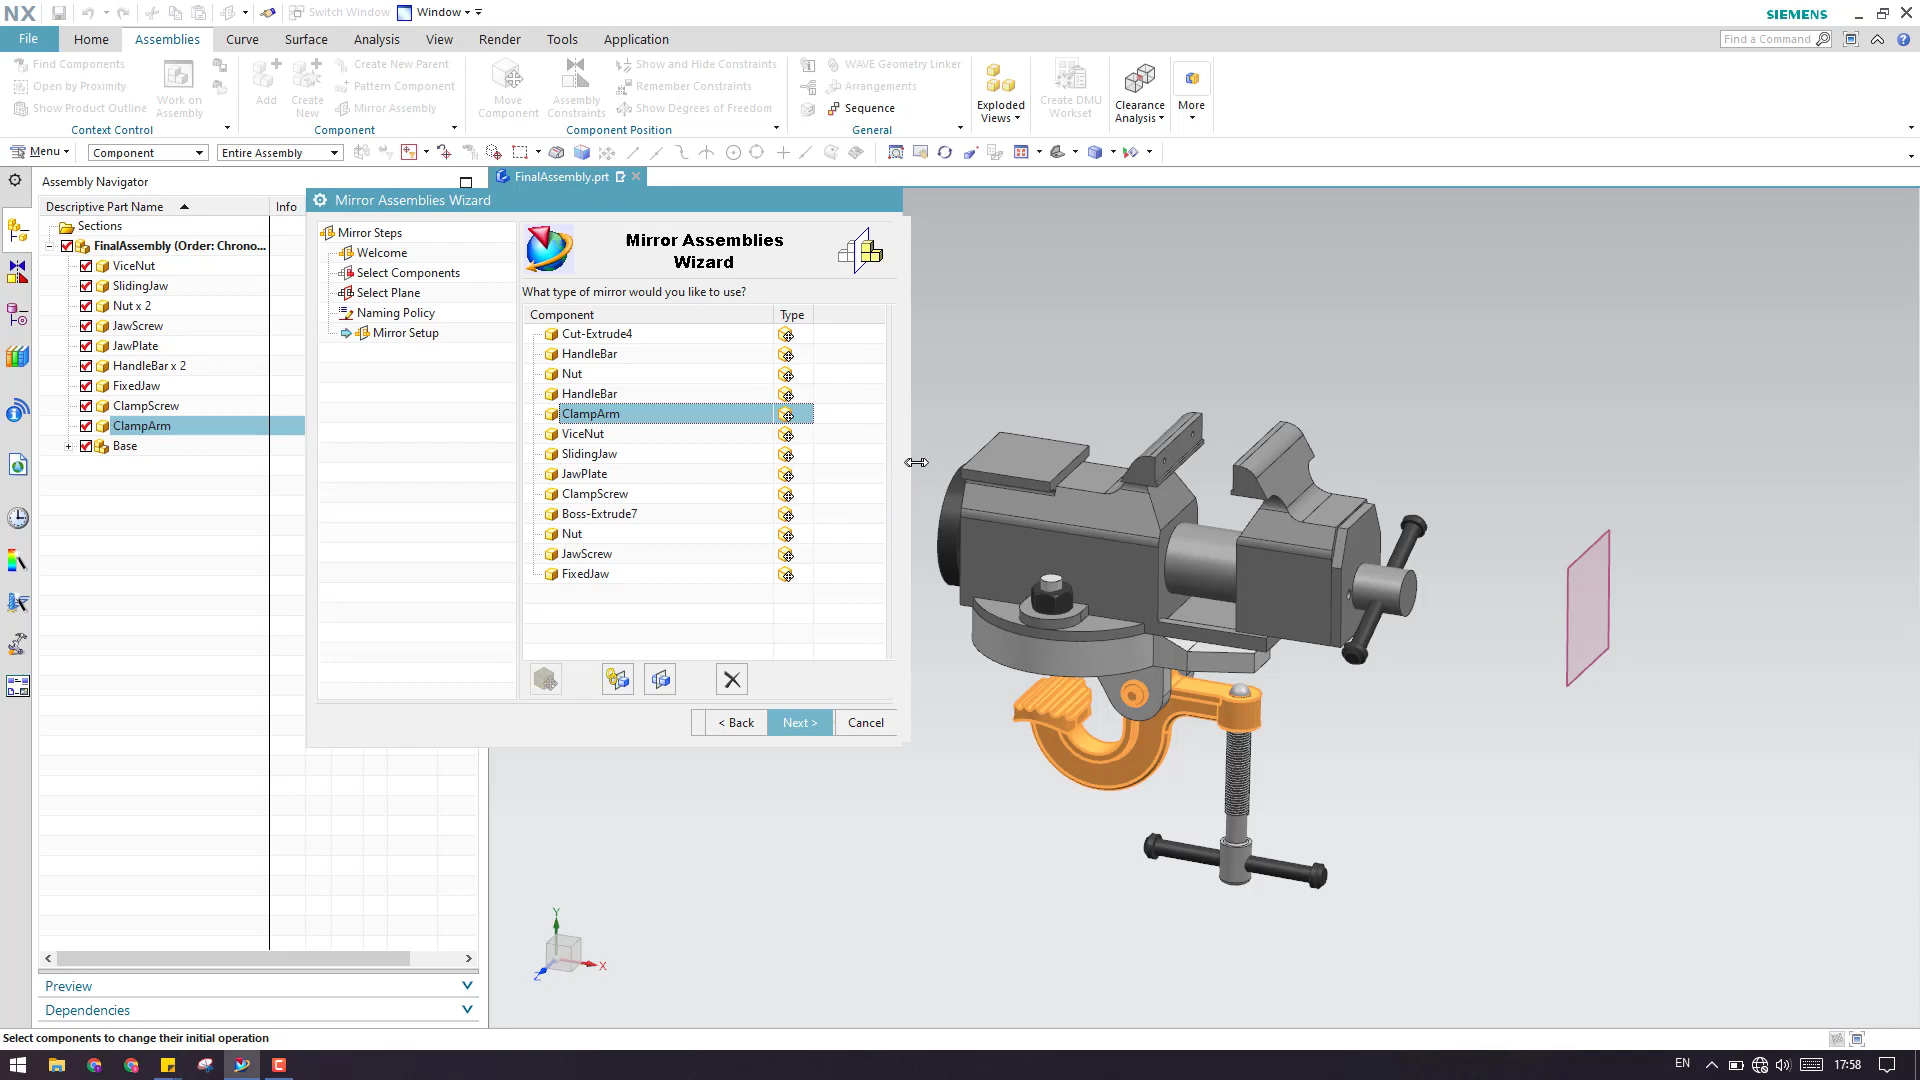 NX
Switch Window
Window
SIEMENS
File
Home
Assemblies
Curve
Surface
Analysis
View
Render
Tools
Application
Find a Command
Find Components
Open by Proximity
Show Product Outline
Work on
Assembly
Context Control
Add
Create
New
Create New Parent
Pattern Component
Mirror Assembly
Component
Move
Component
Assembly
Constraints
Show and Hide Constraints
Remember Constraints
Show Degrees of Freedom
Component Position
WAVE Geometry Linker
Arrangements
Sequence
General
Exploded
Views
Create DMU
Workset
Clearance
Analysis
More
Menu
Component
Entire Assembly
Assembly Navigator
FinalAssembly.prt
Descriptive Part Name
Info
Sections
FinalAssembly (Order: Chrono...
ViceNut
SlidingJaw
Nut x 2
JawScrew
JawPlate
HandleBar x 2
FixedJaw
ClampScrew
ClampArm
Base
Mirror Assemblies Wizard
Mirror Steps
Welcome
Select Components
Select Plane
Naming Policy
Mirror Setup
Mirror Assemblies
Wizard
What type of mirror would you like to use?
Component
Type
Cut-Extrude4
HandleBar
Nut
HandleBar
ClampArm
ViceNut
SlidingJaw
JawPlate
ClampScrew
Boss-Extrude7
Nut
JawScrew
FixedJaw
< Back
Next >
Cancel
Y
X
Z
Preview
Dependencies
Select components to change their initial operation
EN
17:58